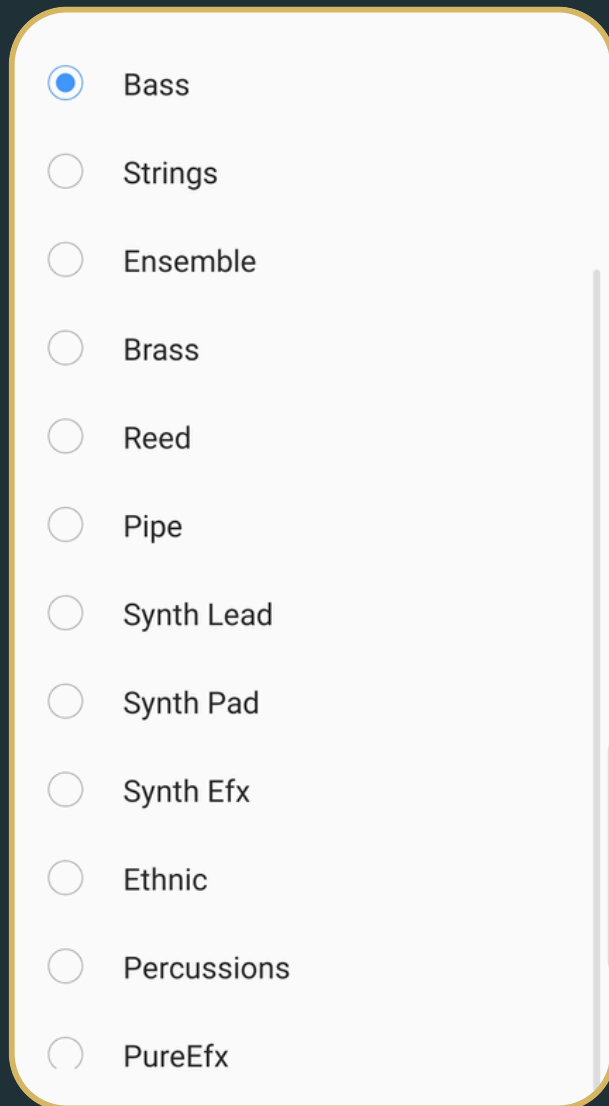 Bass
Strings
Ensemble
Brass
Reed
Pipe
Synth Lead
Synth Pad
Synth Efx
Ethnic
Percussions
PureEfx